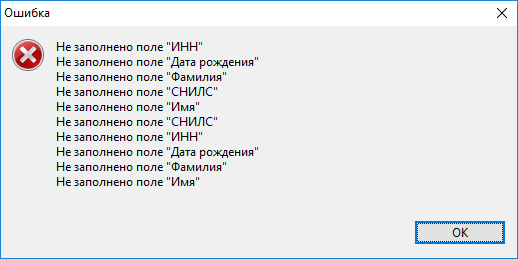 Ошибка
Не заполнено поле "ИНН"
Не заполнено поле "Дата рождения"
Не заполнено поле "Фамилия"
Не заполнено поле "СНИЛС"
Не заполнено поле "Имя"
Не заполнено поле "СНИЛС"
Не заполнено поле "ИНН"
Не заполнено поле "Дата рождения"
Не заполнено поле "Фамилия"
Не заполнено поле "Имя"
ОК